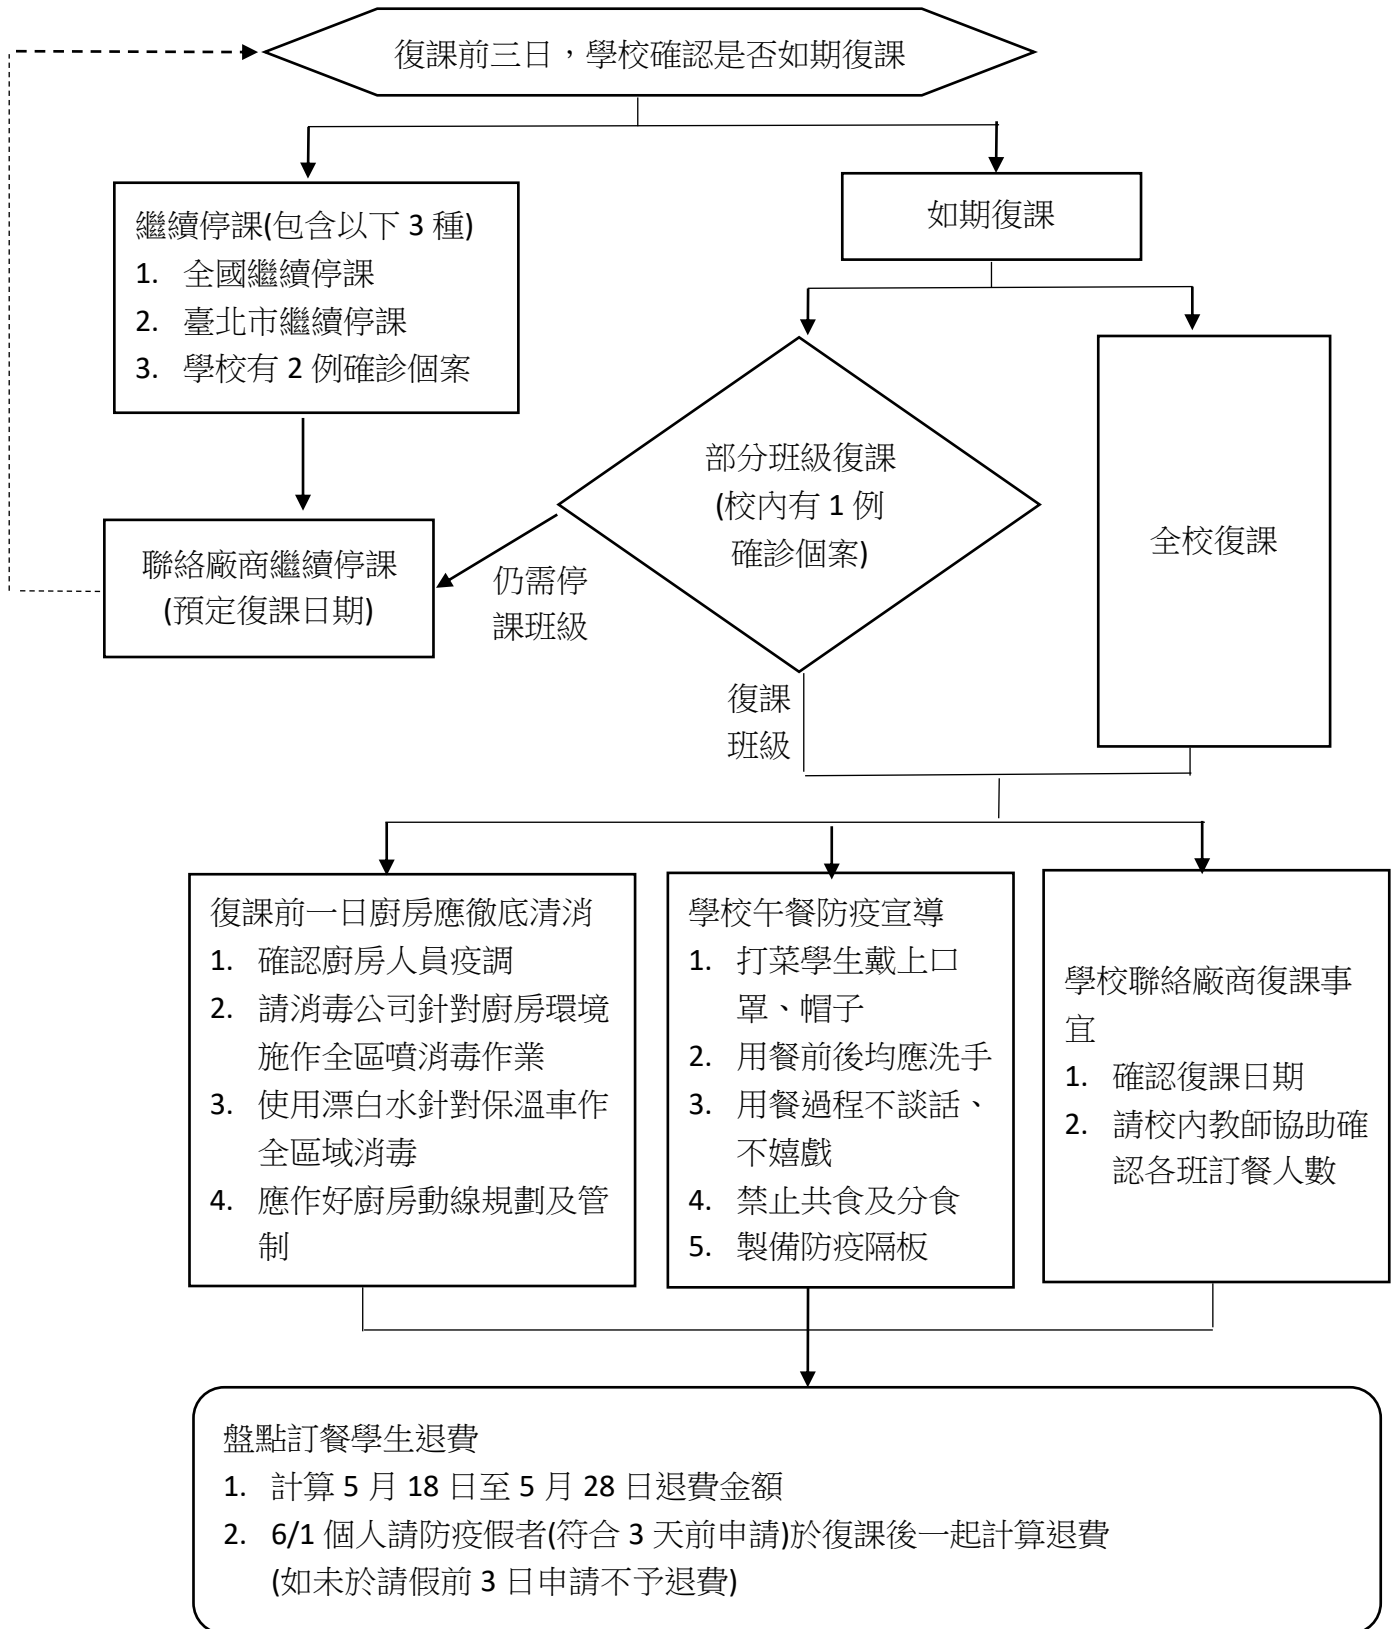 復課前三日，學校確認是否如期復課
繼續停課(包含以下 3 種)
1. 全國繼續停課
2. 臺北市繼續停課
3. 學校有 2 例確診個案
如期復課
部分班級復課
(校內有 1 例
確診個案)
全校復課
聯絡廠商繼續停課
(預定復課日期)
仍需停
課班級
復課
班級
復課前一日廚房應徹底清消
1. 確認廚房人員疫調
2. 請消毒公司針對廚房環境
施作全區噴消毒作業
3. 使用漂白水針對保溫車作
全區域消毒
4. 應作好廚房動線規劃及管
制
學校午餐防疫宣導
1. 打菜學生戴上口
罩、帽子
2. 用餐前後均應洗手
3. 用餐過程不談話、
不嬉戲
4. 禁止共食及分食
5. 製備防疫隔板
學校聯絡廠商復課事
宜
1. 確認復課日期
2. 請校內教師協助確
認各班訂餐人數
盤點訂餐學生退費
1. 計算 5 月 18 日至 5 月 28 日退費金額
2. 6/1 個人請防疫假者(符合 3 天前申請)於復課後一起計算退費
(如未於請假前 3 日申請不予退費)